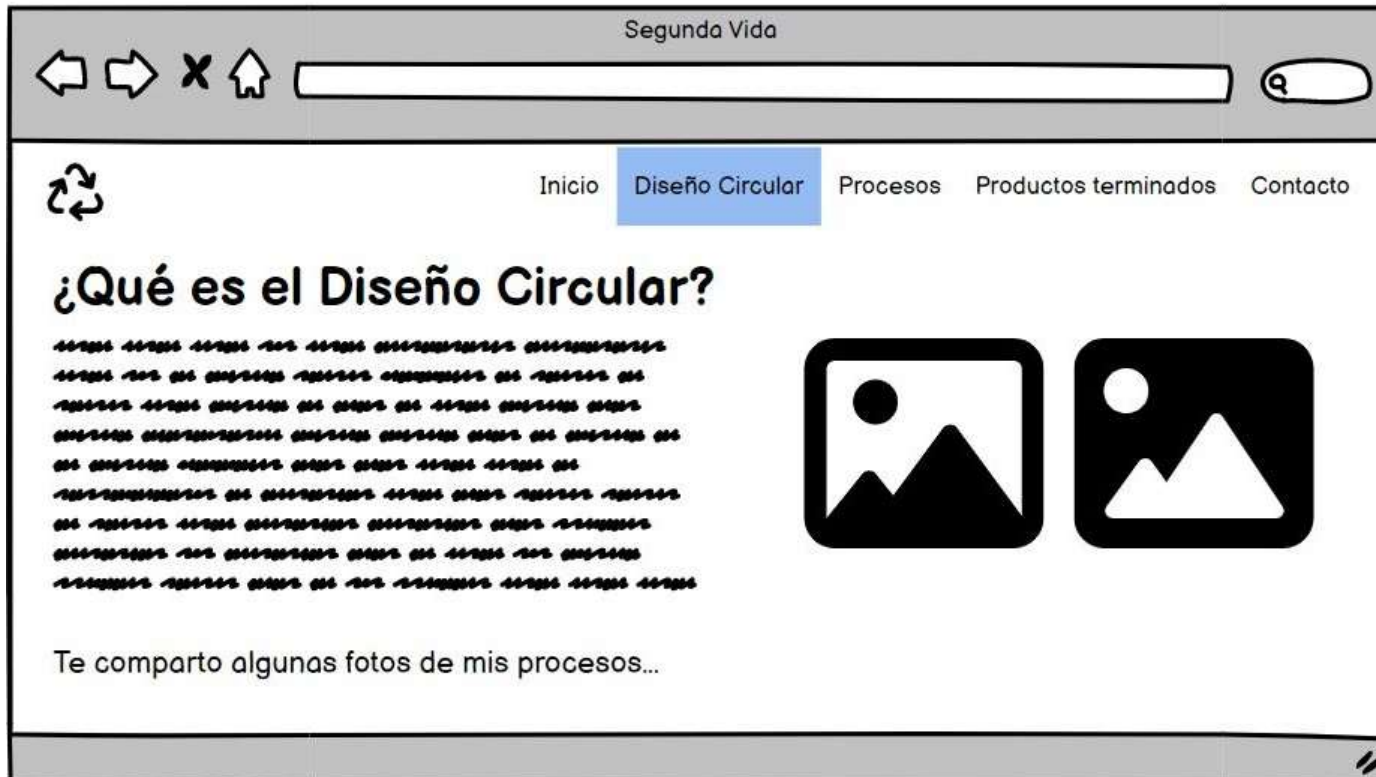 Segunda Vida
Inicio Diseño Circular Procesos Productos terminados Contacto
¿Qué es el Diseño Circular?
Te comparto algunas fotos de mis procesos...